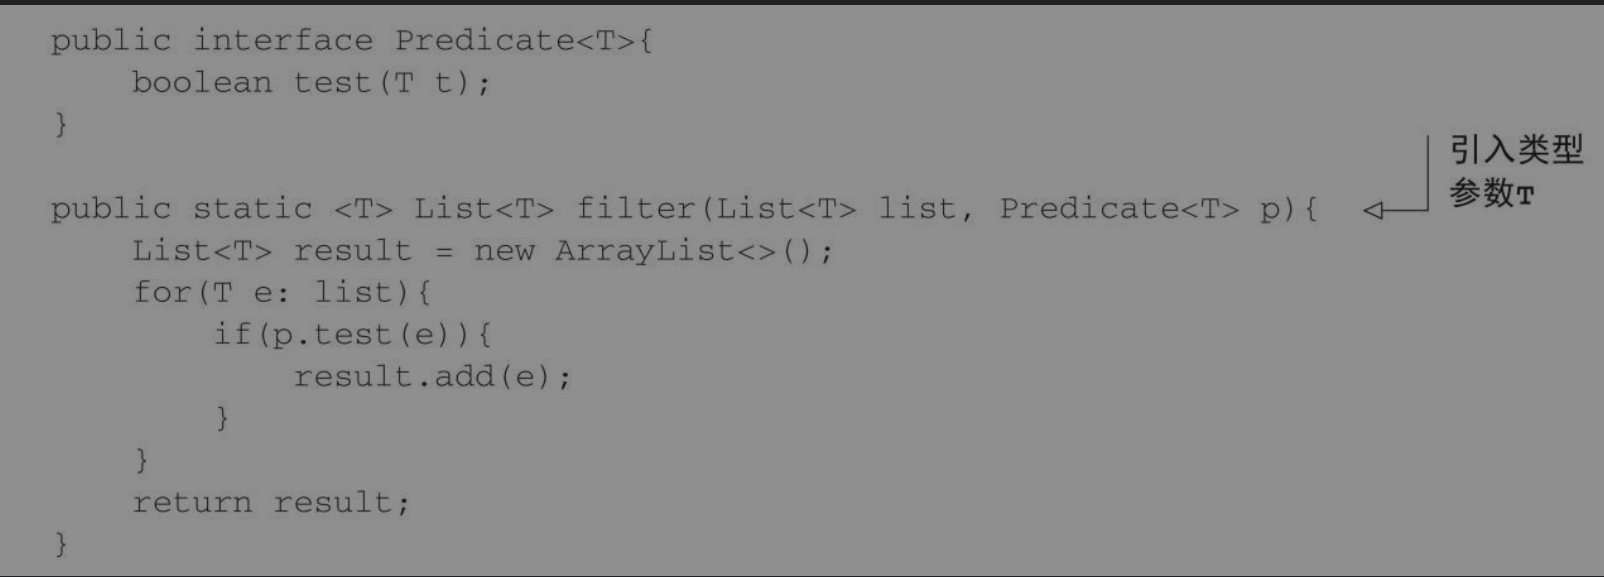 public interface Predicate<T>{
    boolean test(T t);
}
引入类型
参数T
public static <T> List<T> filter(List<T> list, Predicate<T> p){
    List<T> result = new ArrayList<>();
    for(T e: list){
        if(p.test(e)){
            result.add(e);
        }
    }
    return result;
}